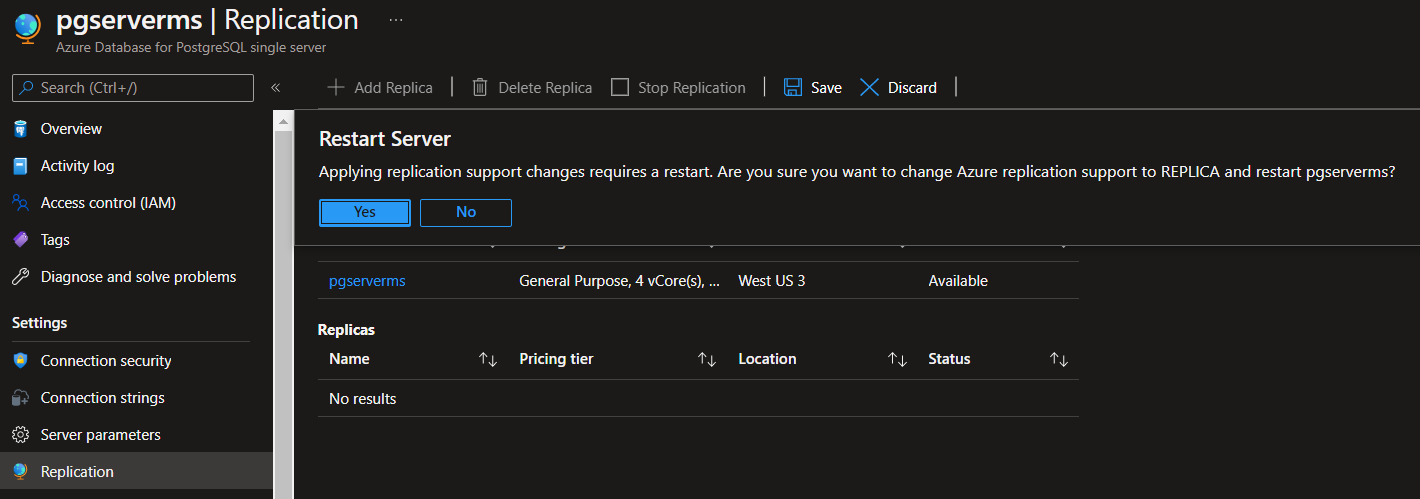 pgserverms | Replication ...
Azure Database for PostgreSQL single server
Search (Ctrl+/)
«
Add Replica
Delete Replica
Stop Replication
Save
Discard
Overview
Activity log
Access control (IAM)
Tags
Diagnose and solve problems
Settings
Connection security
Connection strings
Server parameters
Replication
Restart Server
Applying replication support changes requires a restart. Are you sure you want to change Azure replication support to REPLICA and restart pgserverms?
Yes No
pgserverms General Purpose, 4 vCore(s), ... West US 3 Available
Replicas
Name Pricing tier Location Status
No results